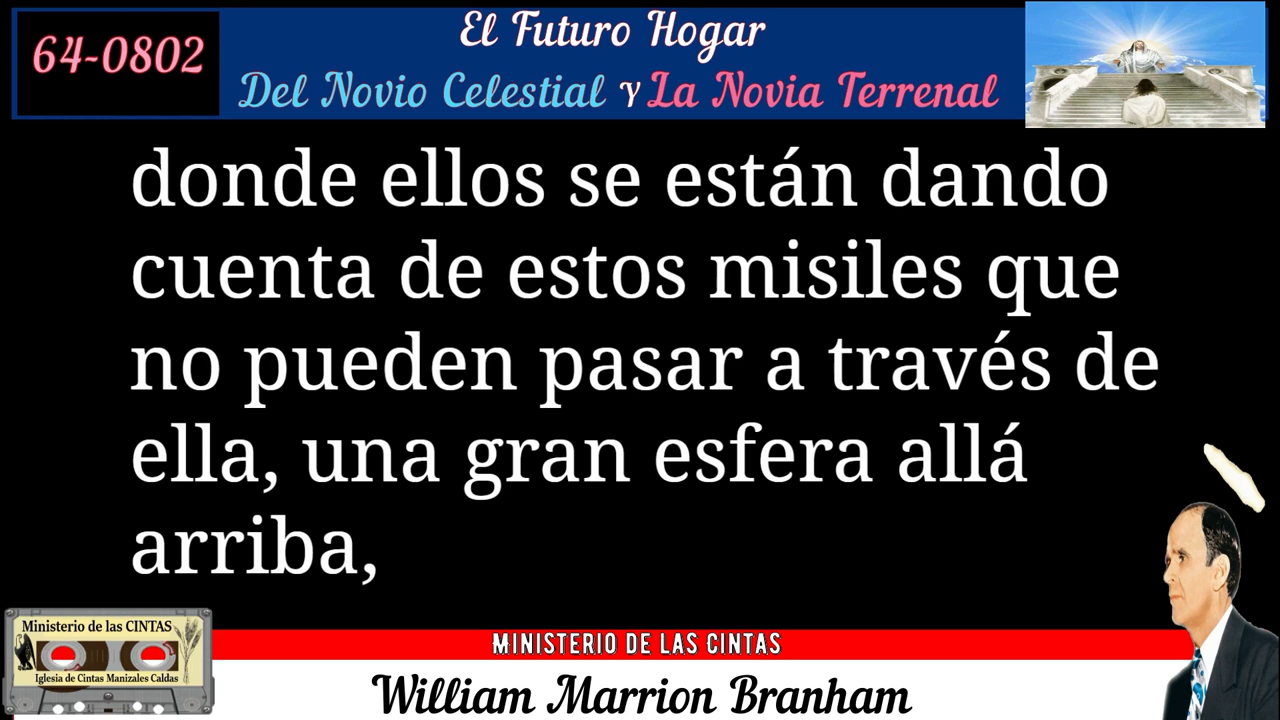 64-0802
El Futuro Hogar
Del Novio Celestial Y La Novia Terrenal
donde ellos se están dando
cuenta de estos misiles que
no pueden pasar a través de
ella, una gran esfera allá
arriba,
Ministerio de las CINTAS
Iglesia de Cintas Manizales Caldas
MINISTERIO DE LAS CINTAS
William Marrion Branham